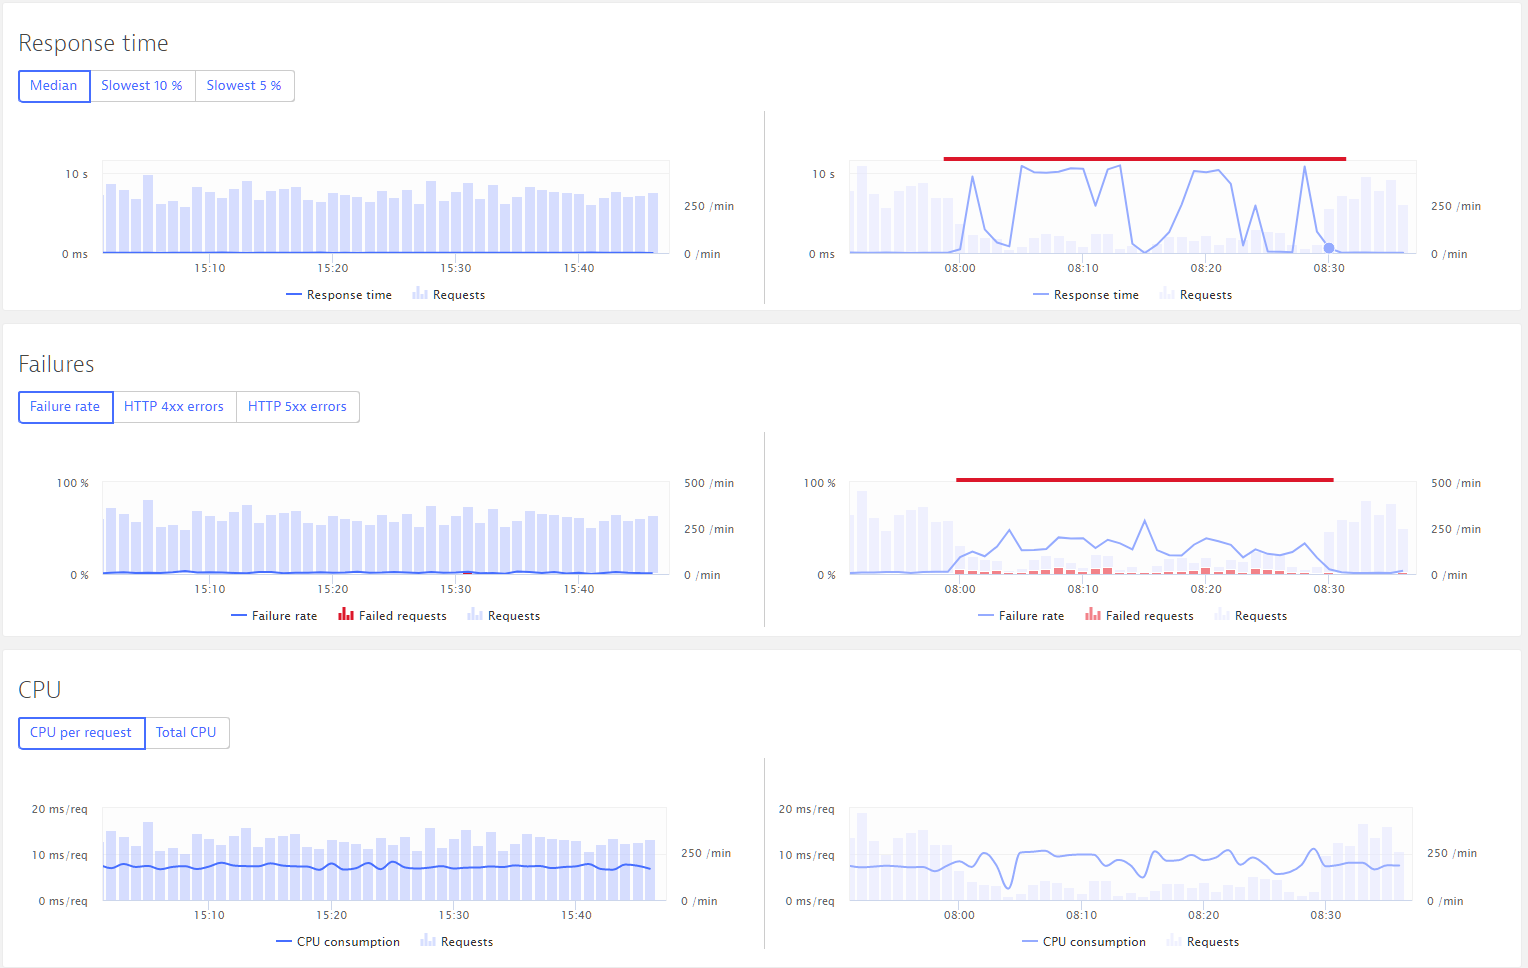 Response time
Median Slowest 10 % Slowest 5 %
10 s 10 s
250 /min 250 /min
0 ms 0 /min 0 ms 0 /min
15:10 15:20 15:30 15:40 08:00 08:10 08:20 08:30
Response time Requests Response time Requests
Failures
Failure rate HTTP 4xx errors HTTP 5xx errors
100 % 500 /min 100 % 500 /min
250 /min 250 /min
0 % 0 /min 0 % 0 /min
15:10 15:20 15:30 15:40 08:00 08:10 08:20 08:30
Failure rate Failed requests Requests Failure rate Failed requests Requests
CPU
CPU per request Total CPU
20 ms/req 20 ms/req
10 ms/req 250 /min 10 ms/req 250 /min
0 ms/req 0 /min 0 ms/req 0 /min
15:10 15:20 15:30 15:40 08:00 08:10 08:20 08:30
CPU consumption Requests CPU consumption Requests